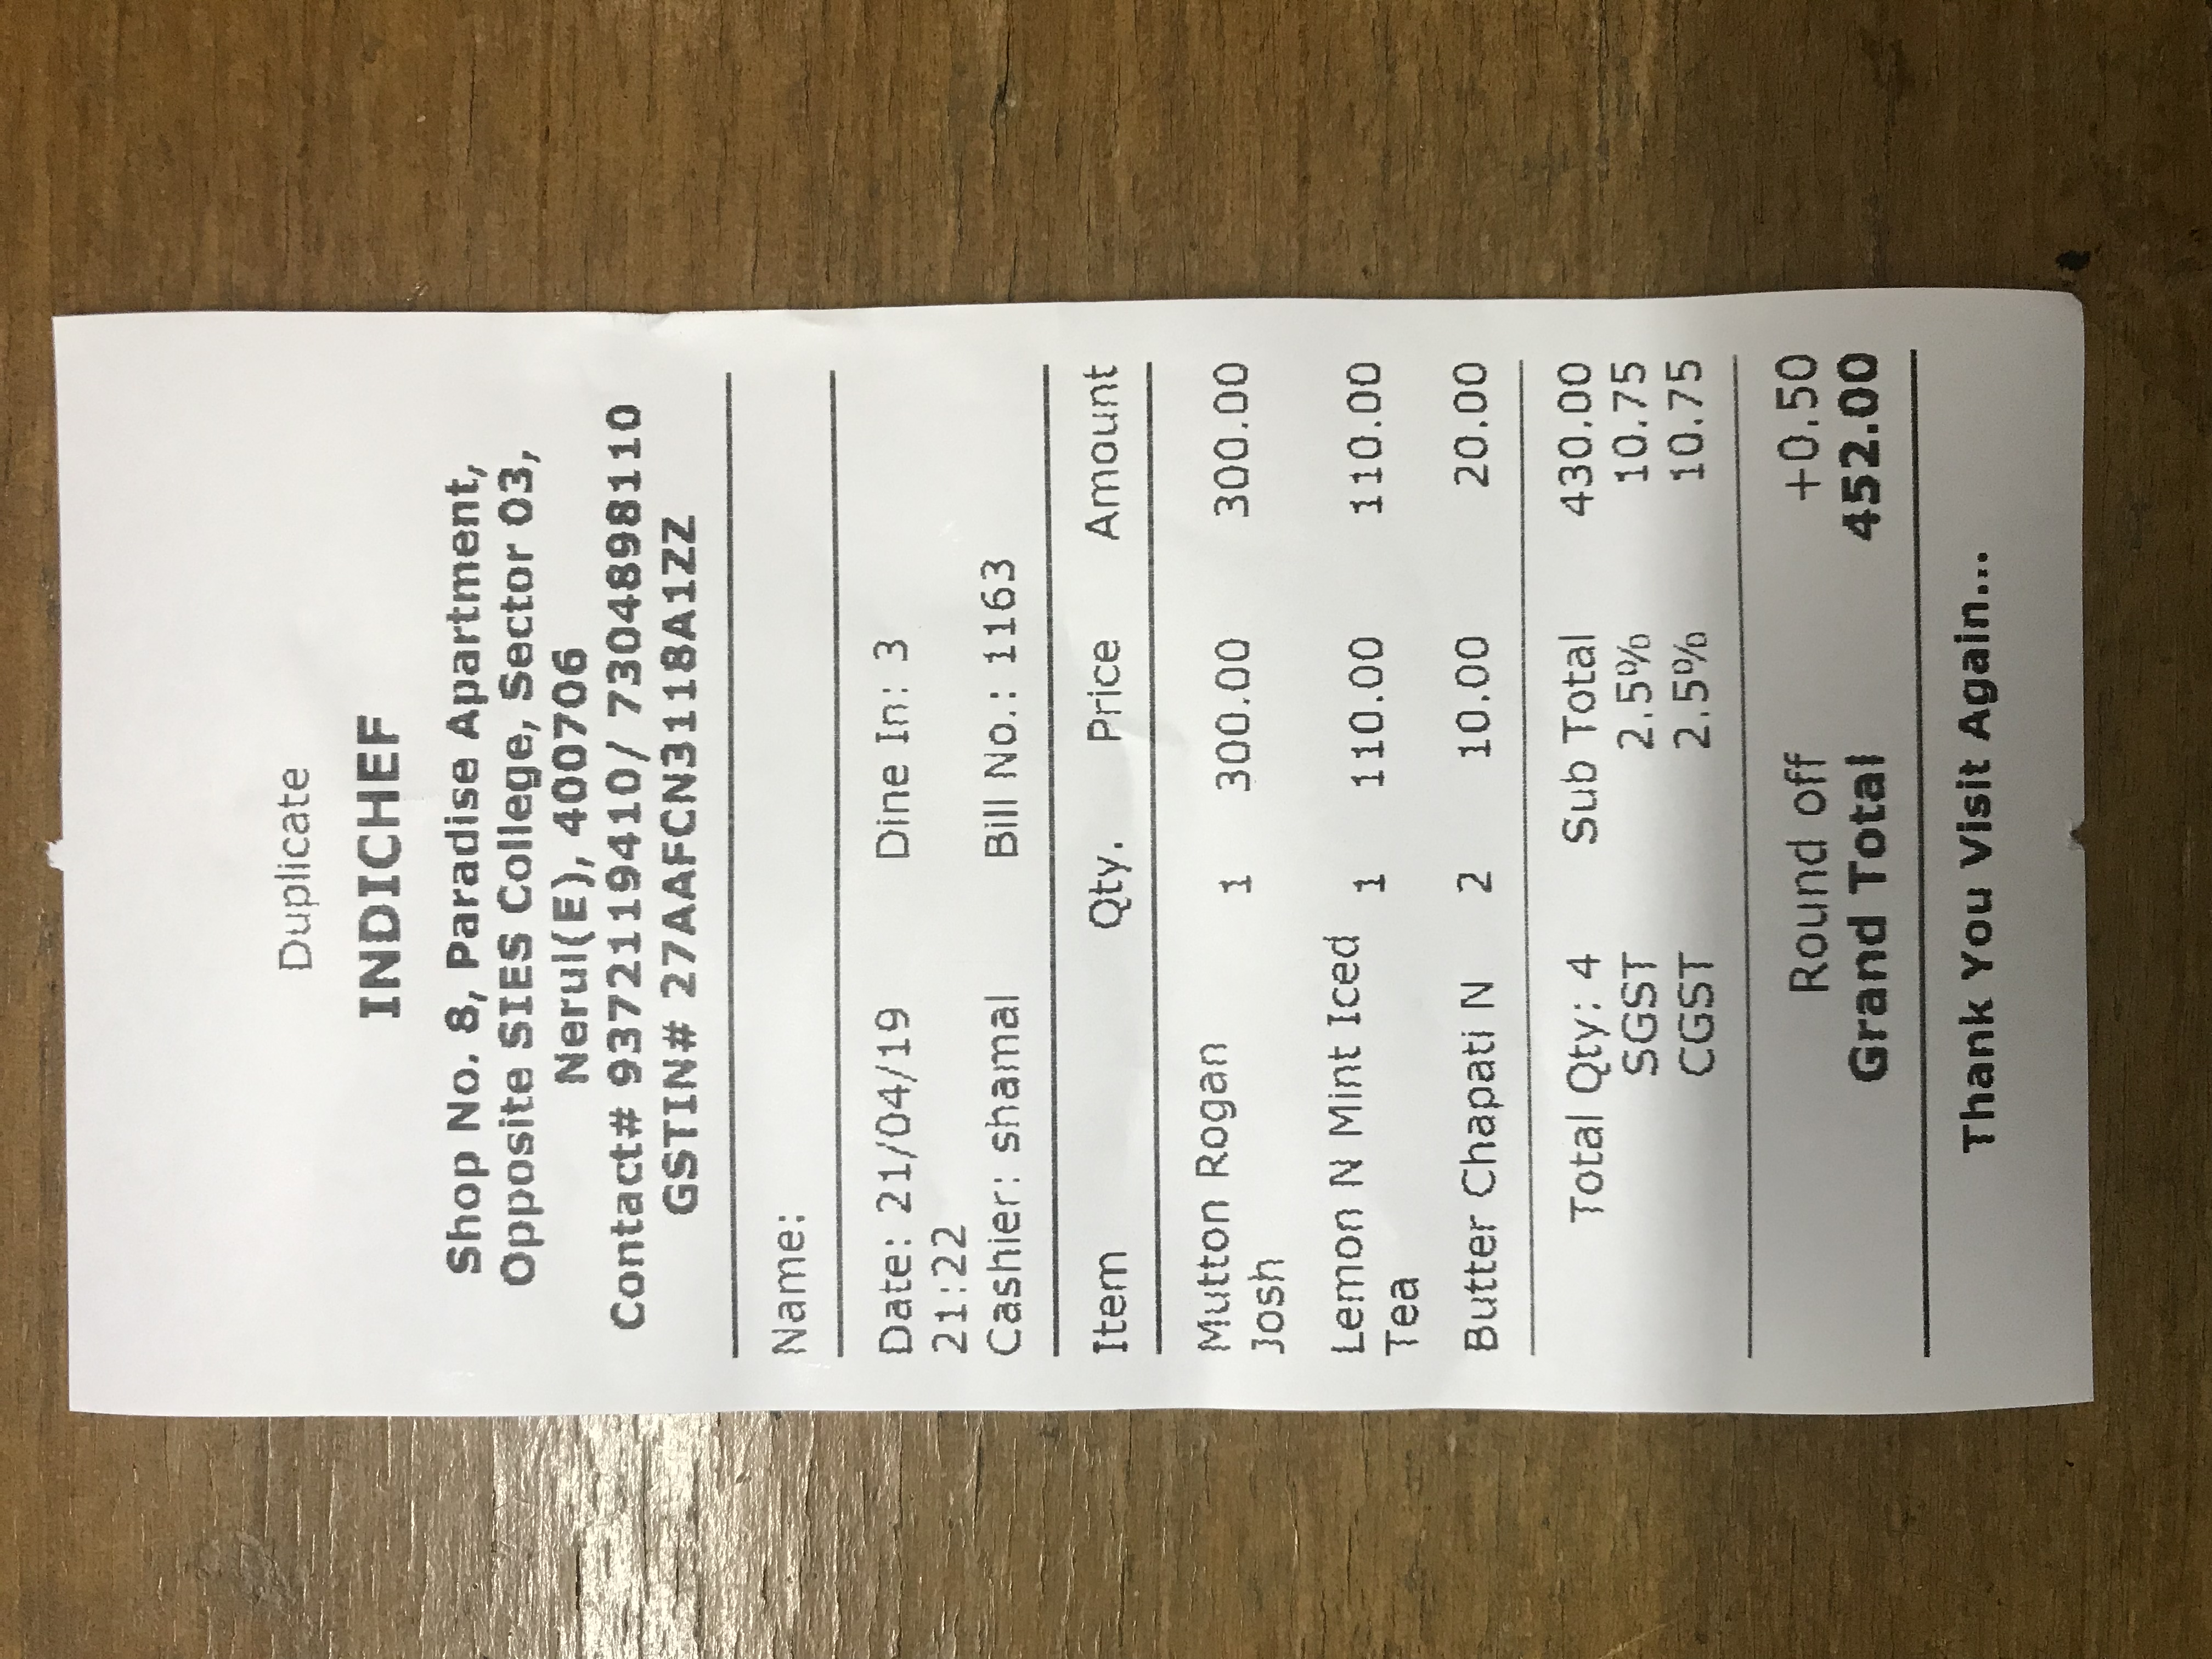 Duplicate
INDICHEF
Shop No. 8, Paradise Apartment,
Opposite SIES College, Sector 03,
Nerul(E), 400706
Contact# 9372119410/ 7304898110
GSTIN# 27AAFCN3118A1ZZ
Name:
Date: 21/04/19 Dine In: 3
21:22
Cashier: shamal Bill No.: 1163
Item Qty. Price Amount
Mutton Rogan 1 300.00 300.00
Josh
Lemon N Mint Iced 1 110.00 110.00
Tea
Butter Chapati N 2 10.00 20.00
Total Qty: 4 Sub Total 430.00
SGST 2.5% 10.75
CGST 2.5% 10.75
Round off +0.50
Grand Total 452.00
Thank You Visit Again...